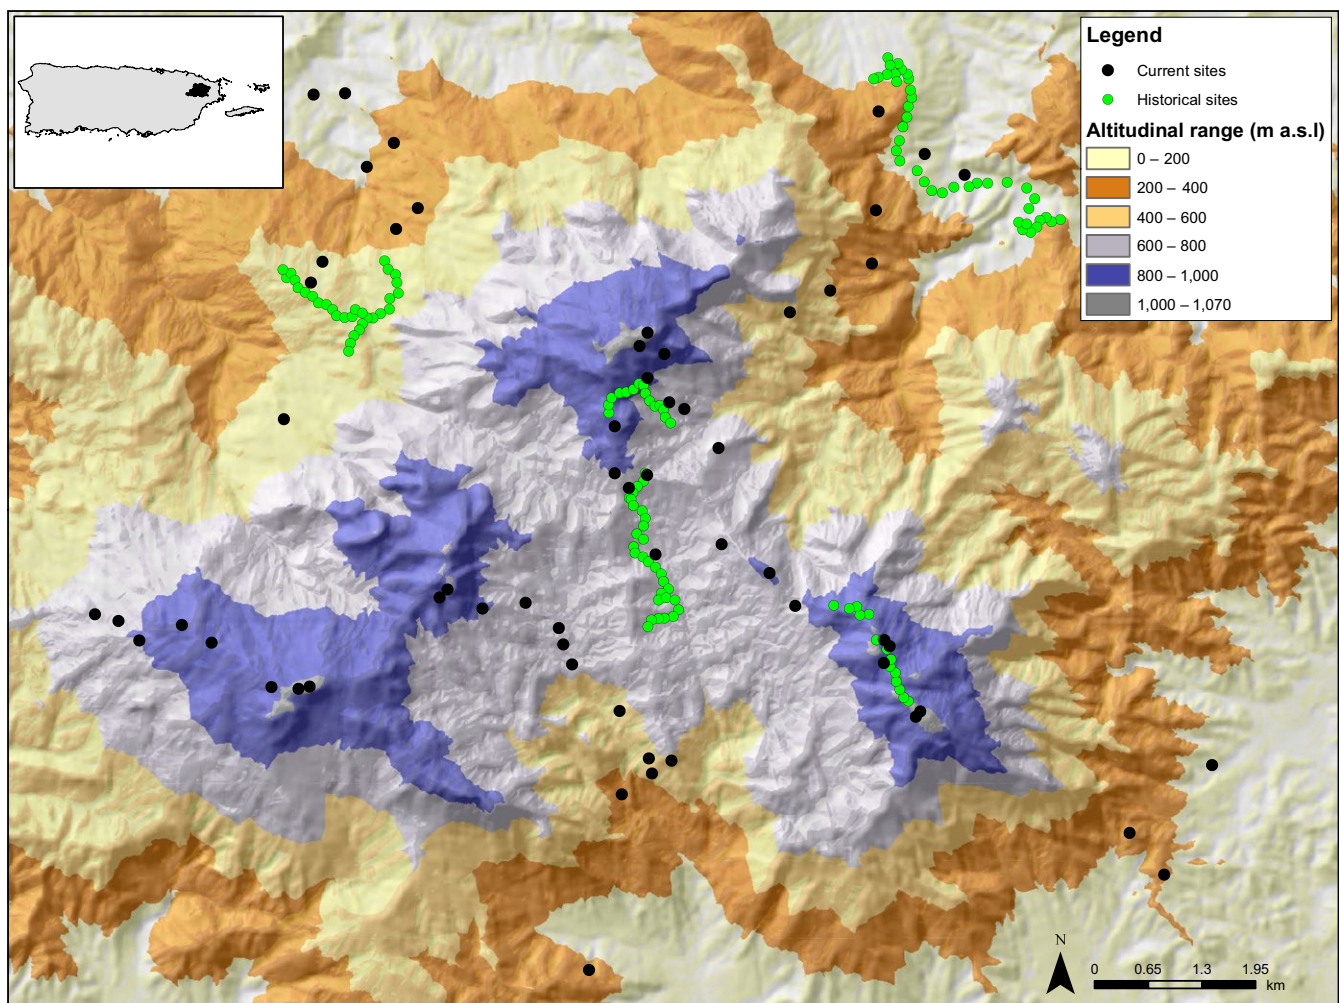 Legend
Current sites
Historical sites
Altitudinal range (m a.s.l)
0 – 200
200 – 400
400 – 600
600 – 800
800 – 1,000
1,000 – 1,070
N
0 0.65 1.3 1.95
km